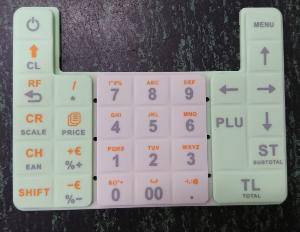 MENU
CL
RF / !"#% ABC DEF
* 7 8 9
CR GHI JKL MNO
SCALE PRICE 4 5 6 PLU
CH +€ PQRS TUV WXYZ ST
EAN %+ 1 2 3 SUBTOTAL
SHIFT −€ TL
%− 0 00 . TOTAL